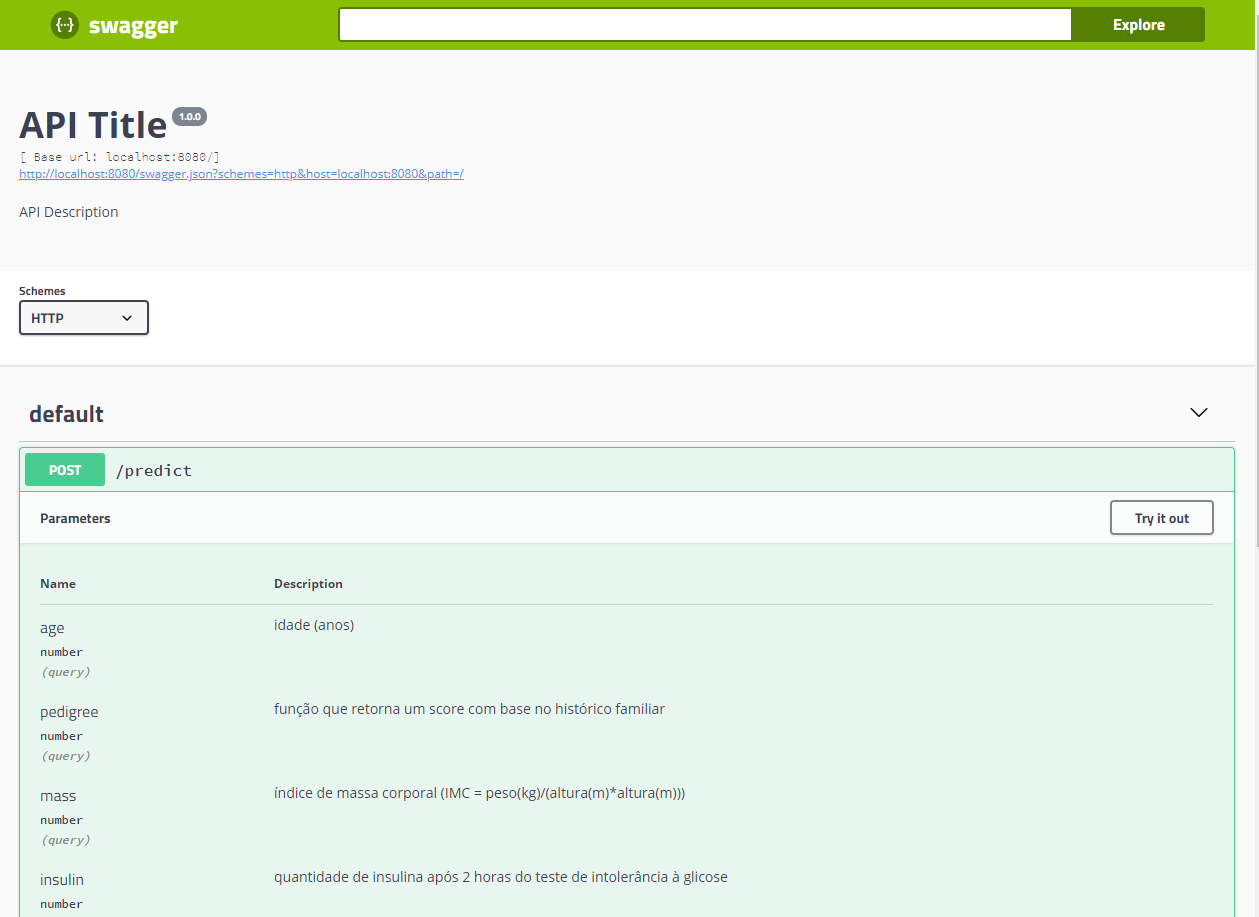 {···} swagger
Explore
API Title 1.0.0
[ Base url: localhost:8080/]
http://localhost:8080/swagger.json?schemes=http&host=localhost:8080&path=/
API Description
Schemes
HTTP
default
POST /predict
Parameters
Try it out
Name Description
age idade (anos)
number
(query)
pedigree função que retorna um score com base no histórico familiar
number
(query)
mass índice de massa corporal (IMC = peso(kg)/(altura(m)*altura(m)))
number
(query)
insulin quantidade de insulina após 2 horas do teste de intolerância à glicose
number